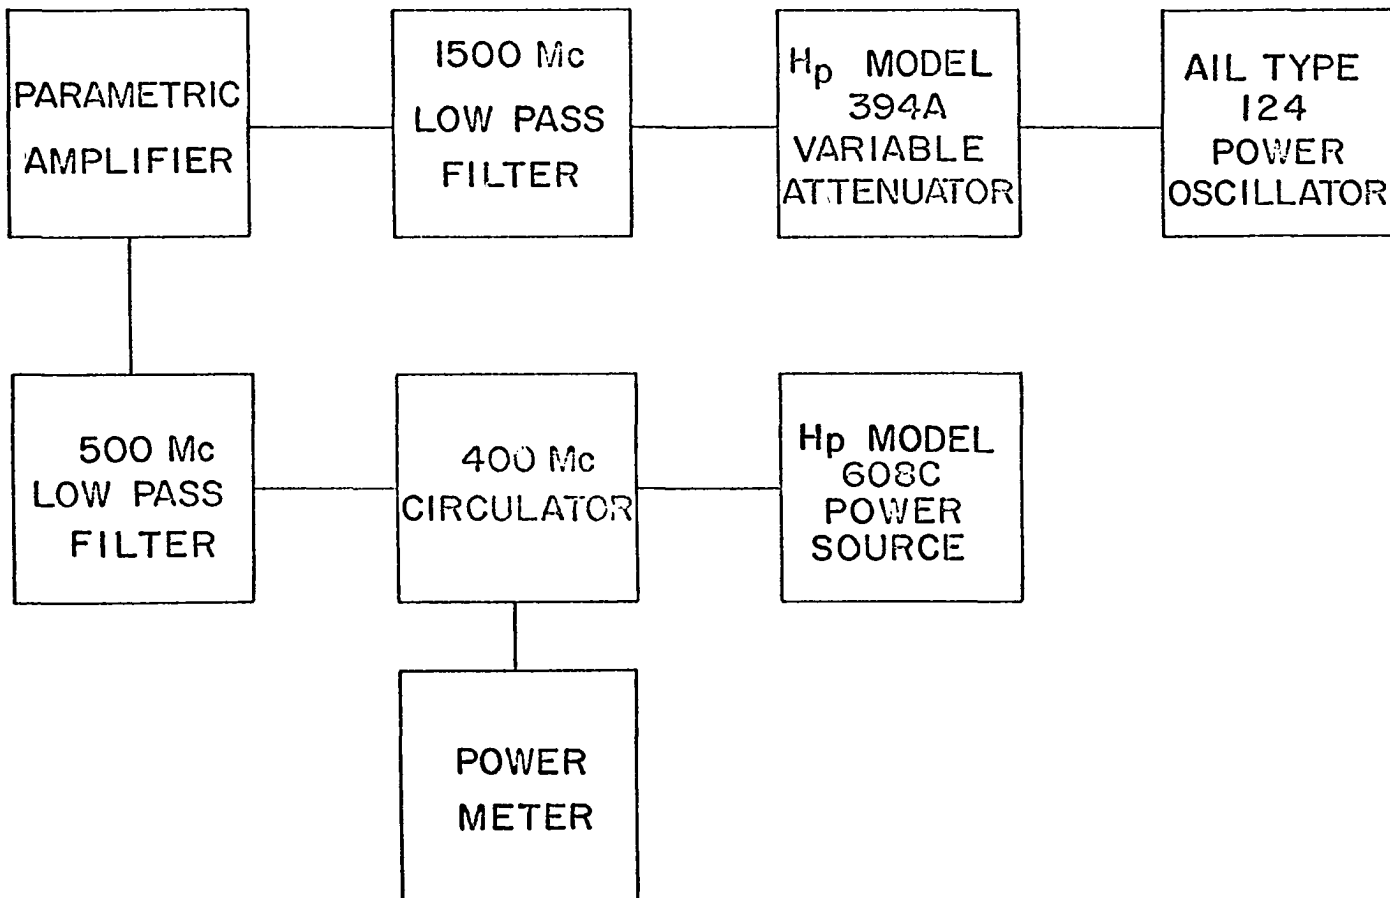 PARAMETRIC
AMPLIFIER
1500 Mc
LOW PASS
FILTER
Hp MODEL
394A
VARIABLE
ATTENUATOR
AIL TYPE
124
POWER
OSCILLATOR
500 Mc
LOW PASS
FILTER
400 Mc
CIRCULATOR
Hp MODEL
608C
POWER
SOURCE
POWER
METER